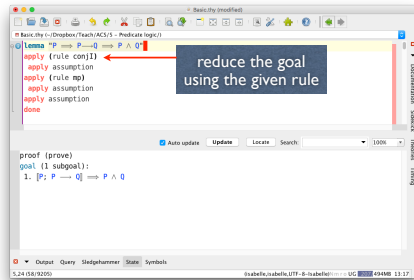 Basic.thy (modified)
Basic.thy (~/Dropbox/Teach/ACS/5 – Predicate logic/)
lemma "P ⟹ P⟶Q ⟹ P ∧ Q"
apply (rule conjI)
apply assumption
apply (rule mp)
apply assumption
apply assumption
done
reduce the goal
using the given rule
Documentation
Sidekick
Theories
Auto update Update Locate Search: 100%
proof (prove)
goal (1 subgoal):
1. ⟦P; P ⟶ Q⟧ ⟹ P ∧ Q
Output Query Sledgehammer State Symbols
5,24 (58/9205)
(isabelle,isabelle,UTF-8-Isabelle) UG 494MB 13:17